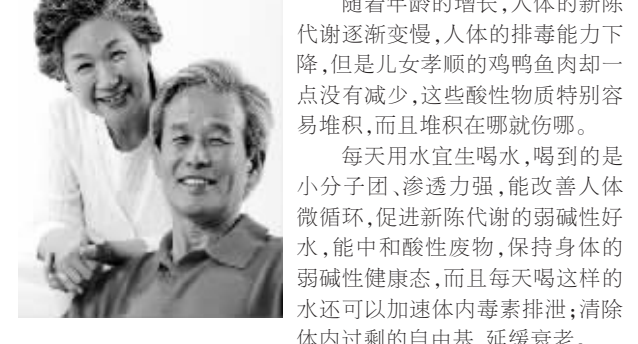 随着年龄的增长,人体的新陈
代谢逐渐变慢,人体的排毒能力下
降,但是儿女孝顺的鸡鸭鱼肉却一
点没有减少,这些酸性物质特别容
易堆积,而且堆积在哪就伤哪。
每天用水宜生喝水,喝到的是
小分子团、渗透力强,能改善人体
微循环,促进新陈代谢的弱碱性好
水,能中和酸性废物,保持身体的
弱碱性健康态,而且每天喝这样的
水还可以加速体内毒素排泄;清除
体内过剩的自由基,延缓衰老。